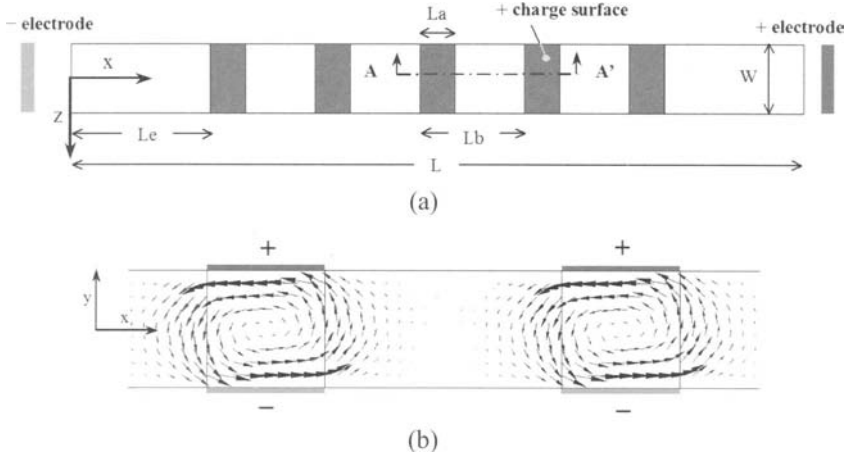 − electrode
La
+ charge surface
+ electrode
x
A
A'
W
z
Le
Lb
L
(a)
+
+
y
x
−
−
(b)